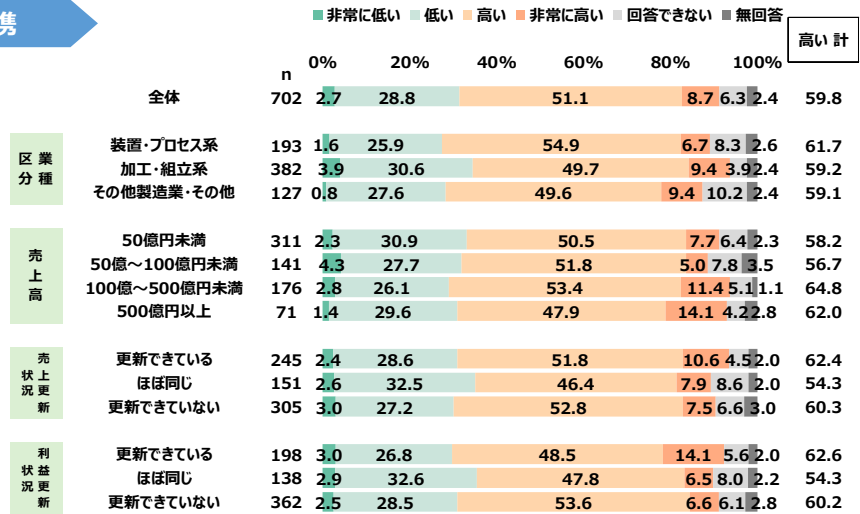 携
非常に低い 低い 高い 非常に高い 回答できない 無回答
高い 計
n 0% 20% 40% 60% 80% 100%
全体 702 2.7 28.8 51.1 8.7 6.3 2.4 59.8
業種区分
装置・プロセス系 193 1.6 25.9 54.9 6.7 8.3 2.6 61.7
加工・組立系 382 3.9 30.6 49.7 9.4 3.9 2.4 59.2
その他製造業・その他 127 0.8 27.6 49.6 9.4 10.2 2.4 59.1
売上高
50億円未満 311 2.3 30.9 50.5 7.7 6.4 2.3 58.2
50億~100億円未満 141 4.3 27.7 51.8 5.0 7.8 3.5 56.7
100億~500億円未満 176 2.8 26.1 53.4 11.4 5.1 1.1 64.8
500億円以上 71 1.4 29.6 47.9 14.1 4.2 2.8 62.0
売上更新状況
更新できている 245 2.4 28.6 51.8 10.6 4.5 2.0 62.4
ほぼ同じ 151 2.6 32.5 46.4 7.9 8.6 2.0 54.3
更新できていない 305 3.0 27.2 52.8 7.5 6.6 3.0 60.3
利益更新状況
更新できている 198 3.0 26.8 48.5 14.1 5.6 2.0 62.6
ほぼ同じ 138 2.9 32.6 47.8 6.5 8.0 2.2 54.3
更新できていない 362 2.5 28.5 53.6 6.6 6.1 2.8 60.2